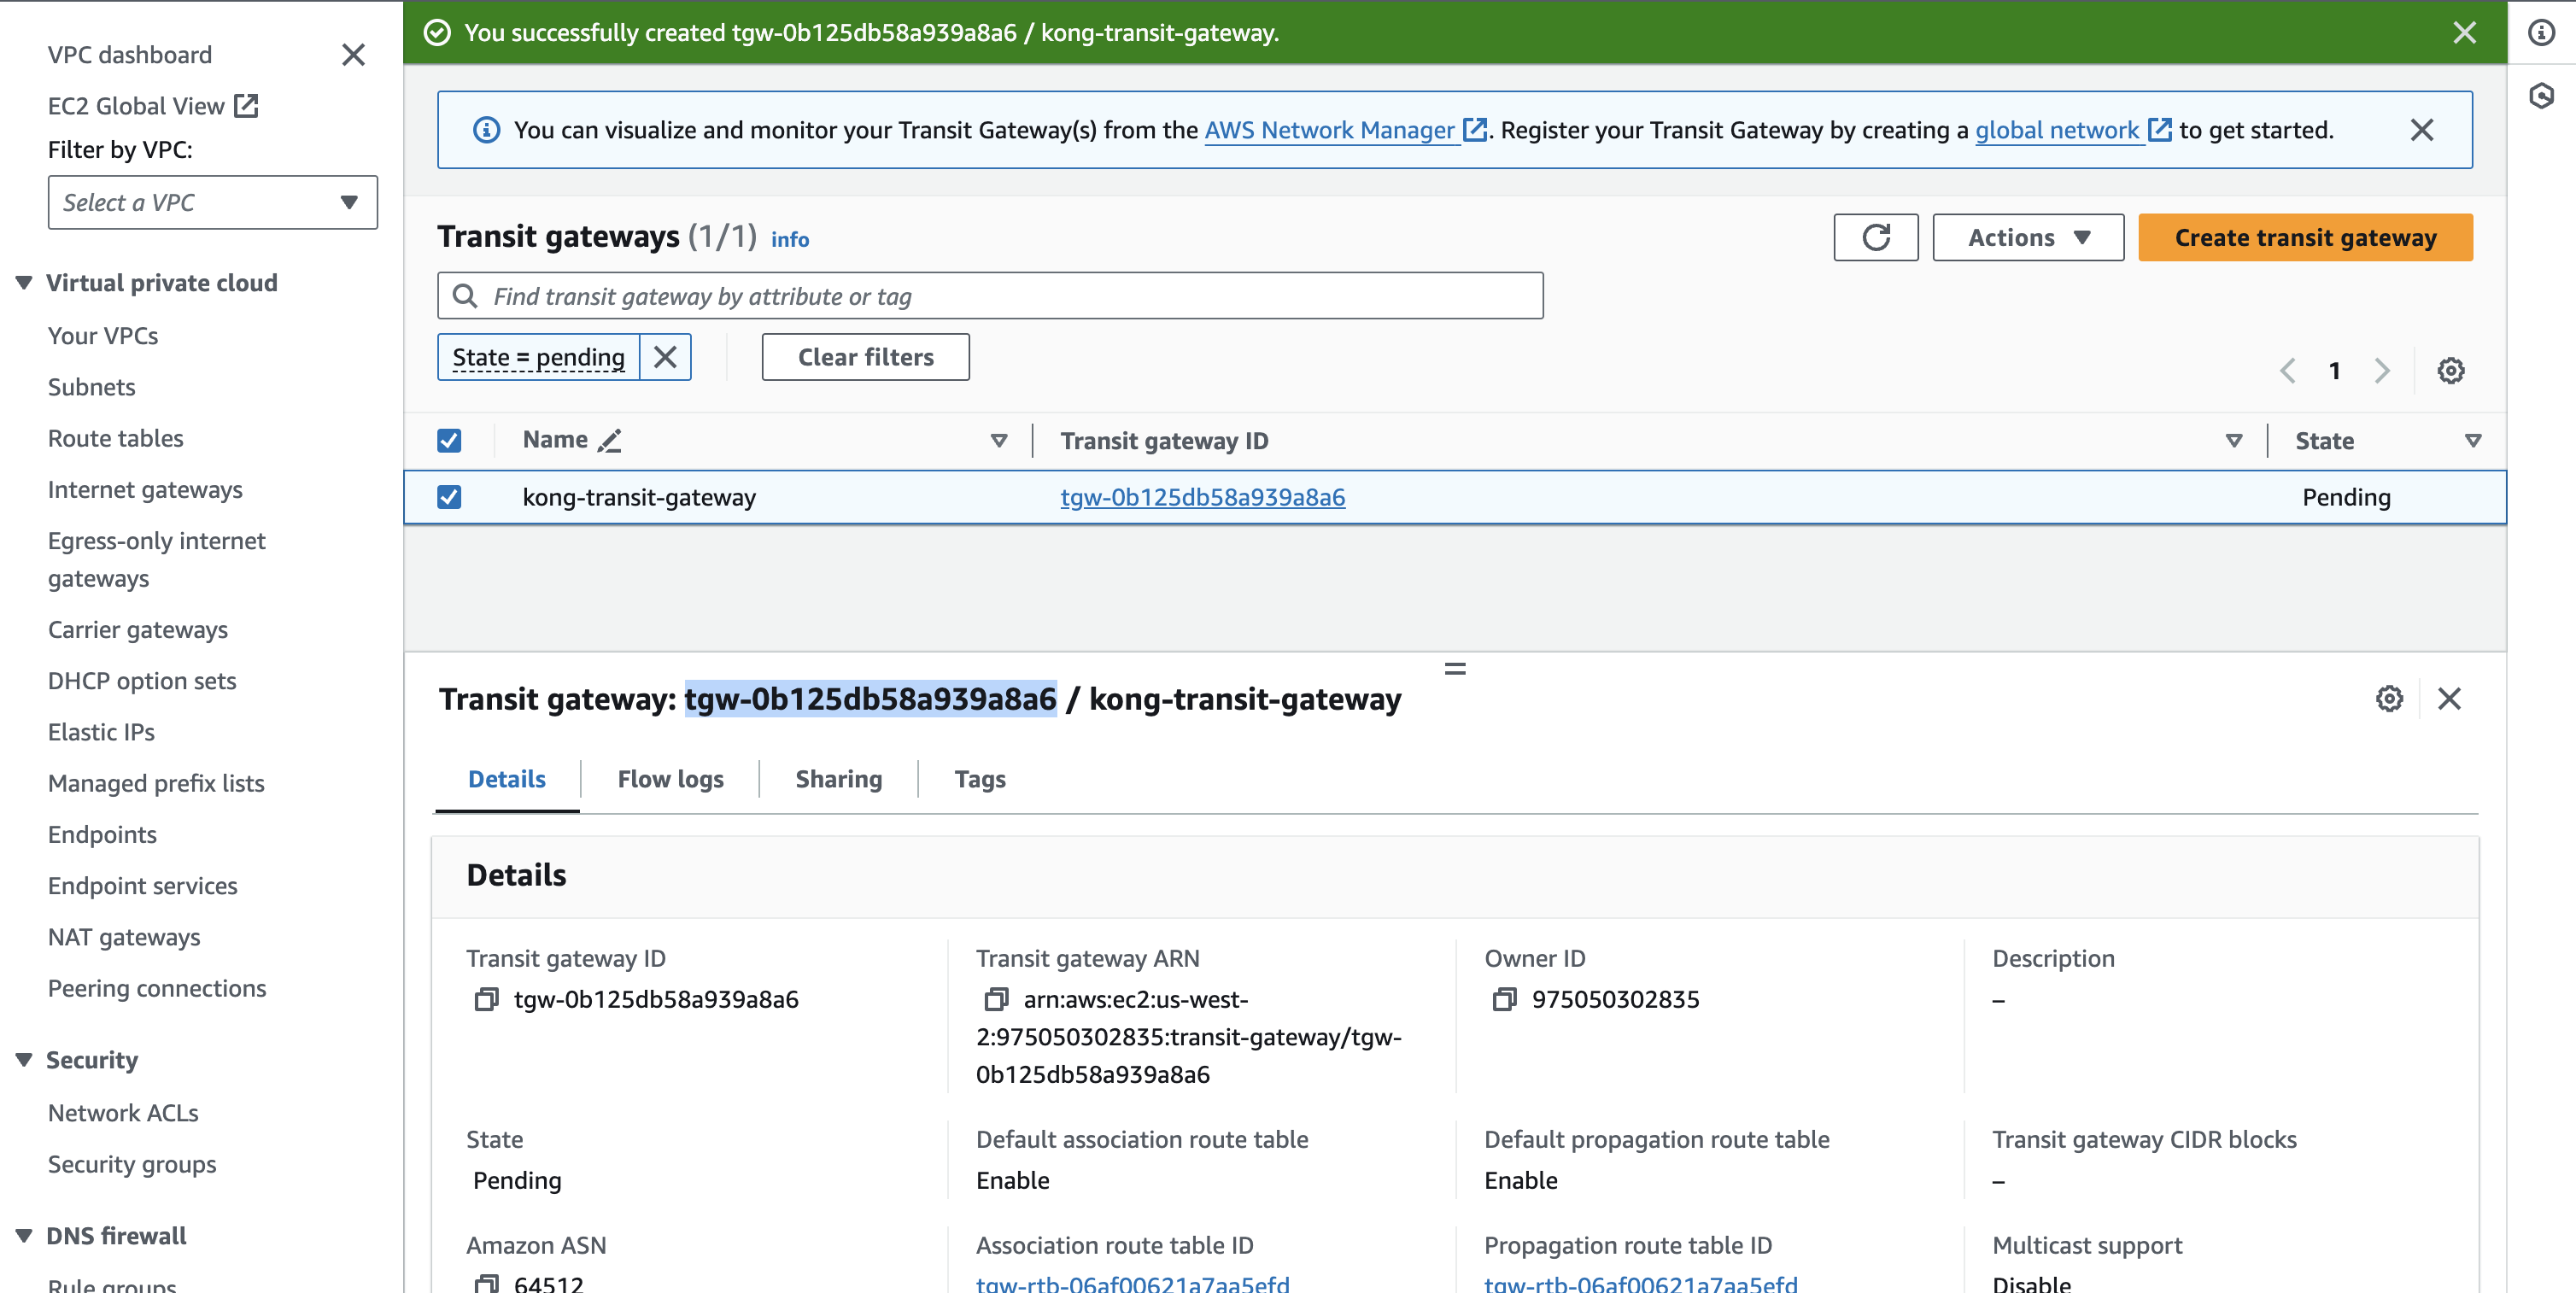 VPC dashboard
EC2 Global View
Filter by VPC:
Select a VPC
Virtual private cloud
Your VPCs
Subnets
Route tables
Internet gateways
Egress-only internet
gateways
Carrier gateways
DHCP option sets
Elastic IPs
Managed prefix lists
Endpoints
Endpoint services
NAT gateways
Peering connections
Security
Network ACLs
Security groups
DNS firewall
Rule groups
You successfully created tgw-0b125db58a939a8a6 / kong-transit-gateway.
You can visualize and monitor your Transit Gateway(s) from the AWS Network Manager . Register your Transit Gateway by creating a global network to get started.
Transit gateways (1/1) info
Actions
Create transit gateway
Find transit gateway by attribute or tag
State = pending
Clear filters
1
Name
Transit gateway ID
State
kong-transit-gateway
tgw-0b125db58a939a8a6
Pending
Transit gateway: tgw-0b125db58a939a8a6 / kong-transit-gateway
Details
Flow logs
Sharing
Tags
Details
Transit gateway ID
tgw-0b125db58a939a8a6
Transit gateway ARN
arn:aws:ec2:us-west-
2:975050302835:transit-gateway/tgw-
0b125db58a939a8a6
Owner ID
975050302835
Description
–
State
Pending
Default association route table
Enable
Default propagation route table
Enable
Transit gateway CIDR blocks
–
Amazon ASN
64512
Association route table ID
tgw-rtb-06af00621a7aa5efd
Propagation route table ID
tgw-rtb-06af00621a7aa5efd
Multicast support
Disable